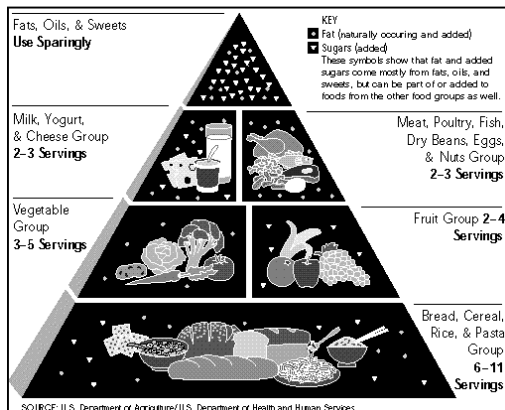 Fats, Oils, & Sweets
Use Sparingly
KEY
Fat (naturally occuring and added)
Sugars (added)
These symbols show that fat and added
sugars come mostly from fats, oils, and
sweets, but can be part of or added to
foods from the other food groups as well.
Milk, Yogurt,
& Cheese Group
2–3 Servings
Meat, Poultry, Fish,
Dry Beans, Eggs,
& Nuts Group
2–3 Servings
Vegetable
Group
3–5 Servings
Fruit Group 2–4
Servings
Bread, Cereal,
Rice, & Pasta
Group
6–11
Servings
SOURCE: U.S. Department of Agriculture/U.S. Department of Health and Human Services